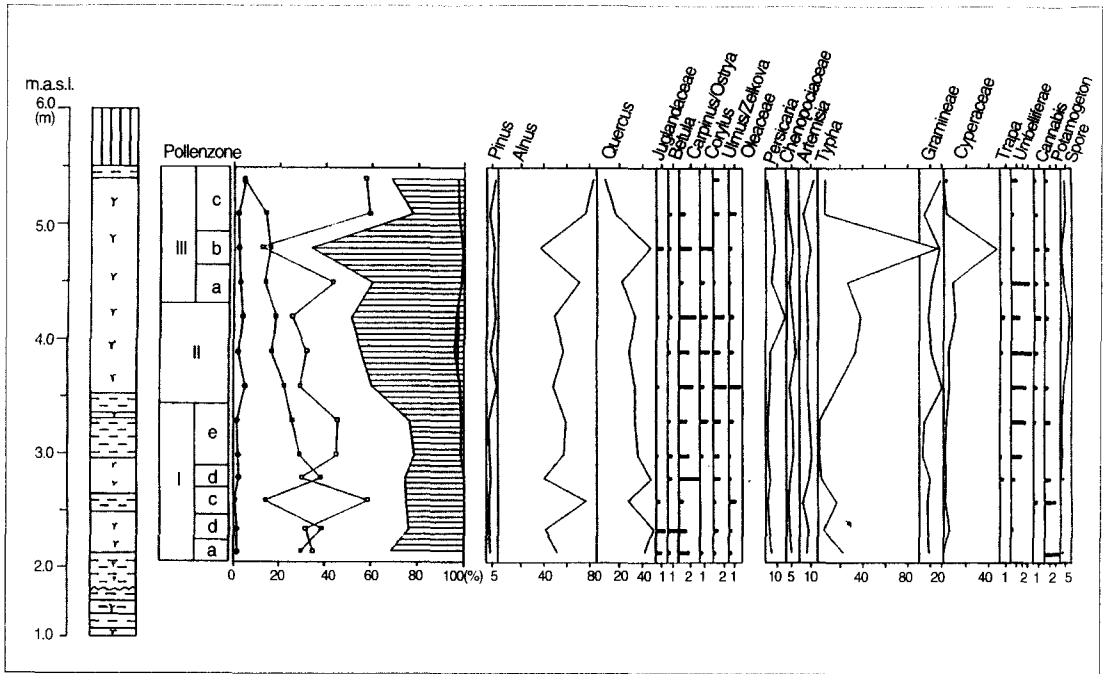 m.a.s.l.
6.0
(m)
5.0
4.0
3.0
2.0
1.0
Pollenzone
III
c
b
a
II
I
e
d
c
d
a
0 20 40 60 80 100(%)
Pinus
Alnus
Quercus
Juglandaceae
Betula
Carpinus/Ostrya
Corylus
Ulmus/Zelkova
Oleaceae
5 40 80 20 40 1 1 2 1 2 1
Persicaria
Chenopociaceae
Artemisia
Typha
Gramineae
Cyperaceae
Trapa
Umbelliferae
Cannabis
Potamogeton
Spore
10 5 10 40 80 20 40 1 2 1 2 5